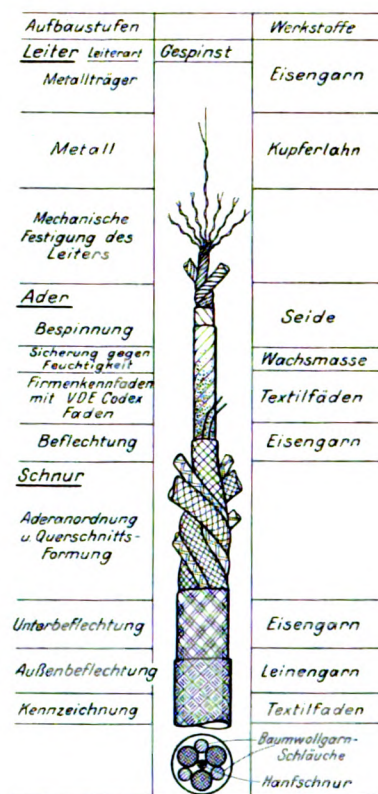 Aufbaustufen
Werkstoffe
Leiter Leiterart
Gespinst
Metallträger
Eisengarn
Metall
Kupferlahn
Mechanische
Festigung des
Leiters
Ader
Bespinnung
Seide
Sicherung gegen
Feuchtigkeit
Wachsmasse
Firmenkennfaden
mit VDE Codex
Faden
Textilfäden
Beflechtung
Eisengarn
Schnur
Aderanordnung
u. Querschnitts-
Formung
Unterbeflechtung
Eisengarn
Außenbeflechtung
Leinengarn
Kennzeichnung
Textilfaden
Baumwollgarn-
Schläuche
Hanfschnur